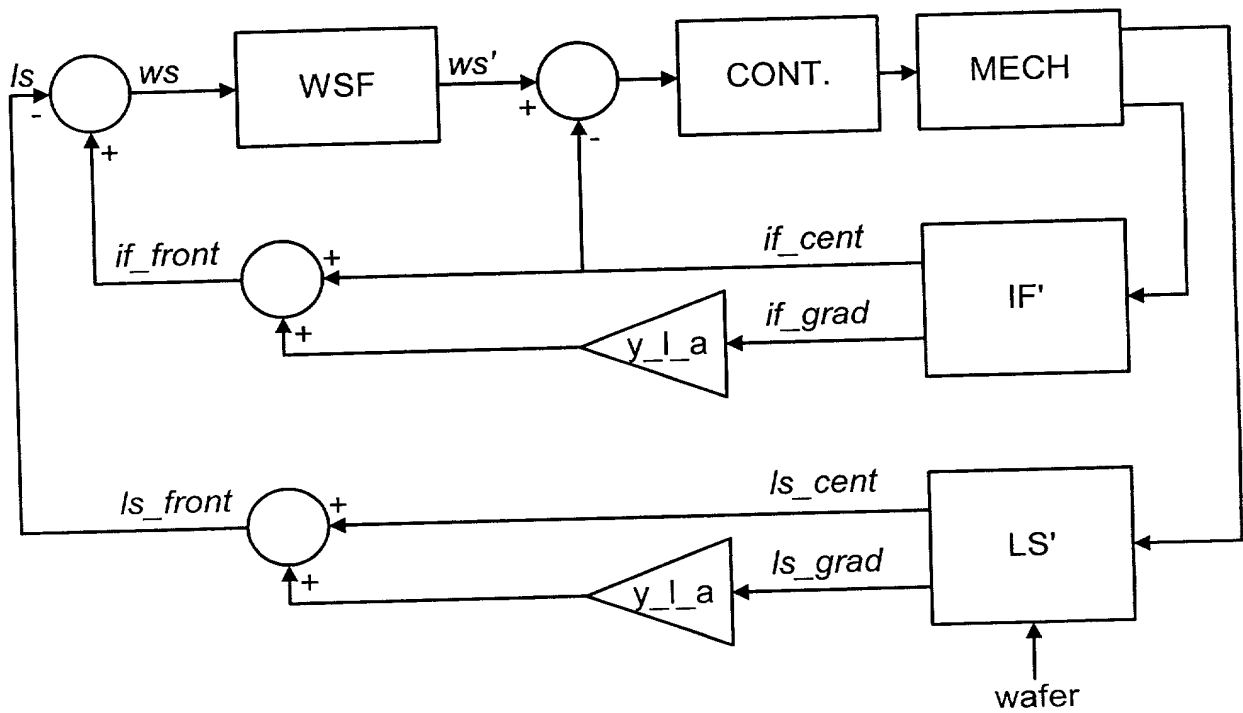 ls
ws
WSF
ws'
CONT.
MECH
-
+
+
-
if_front
+
if_cent
IF'
+
if_grad
y_l_a
ls_front
+
ls_cent
LS'
+
ls_grad
y_l_a
wafer